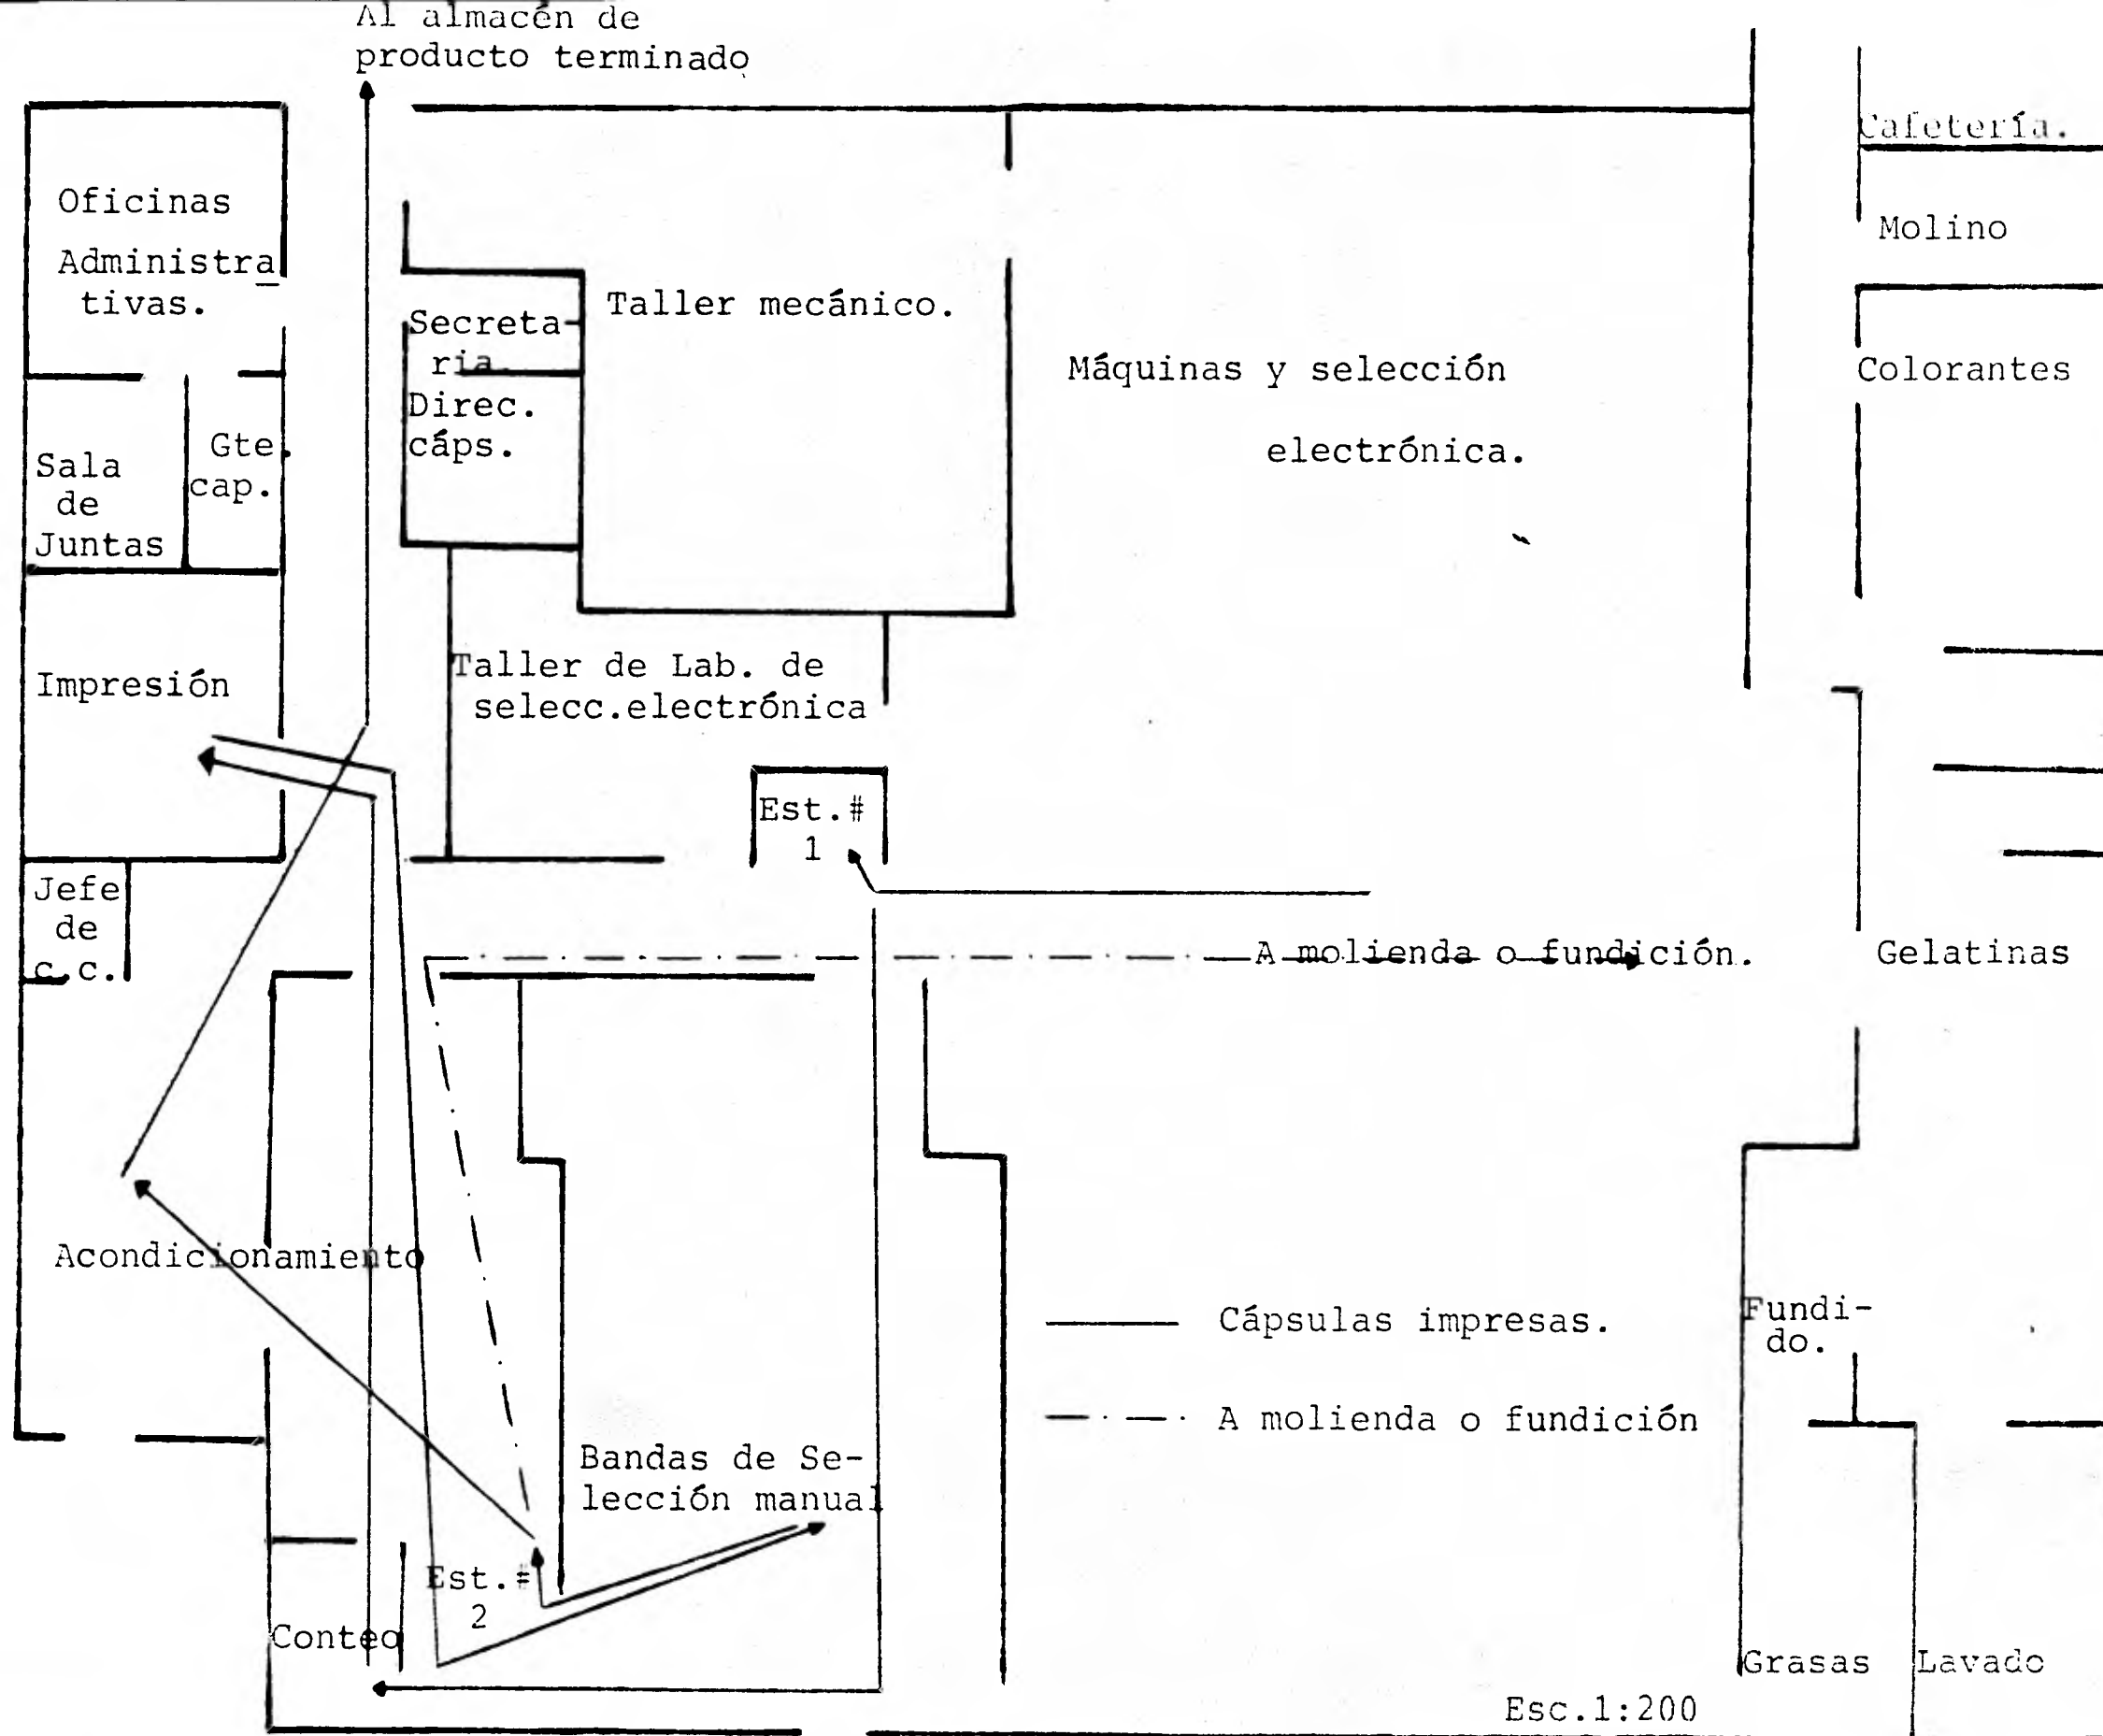 Al almacén de
producto terminado
Cafetería.
Oficinas
Administra
tivas.
Molino
Secreta-
ria.
Taller mecánico.
Máquinas y selección
electrónica.
Colorantes
Direc.
cáps.
Gte.
cap.
Sala
de
Juntas
Impresión
Taller de Lab. de
selecc.electrónica
Est.#
1
Jefe
de
c.c.
A molienda o fundición.
Gelatinas
Acondicionamiento
Cápsulas impresas.
Fundi-
do.
A molienda o fundición
Bandas de Se-
lección manual
Est.#
2
Conteo
Grasas
Lavado
Esc.1:200